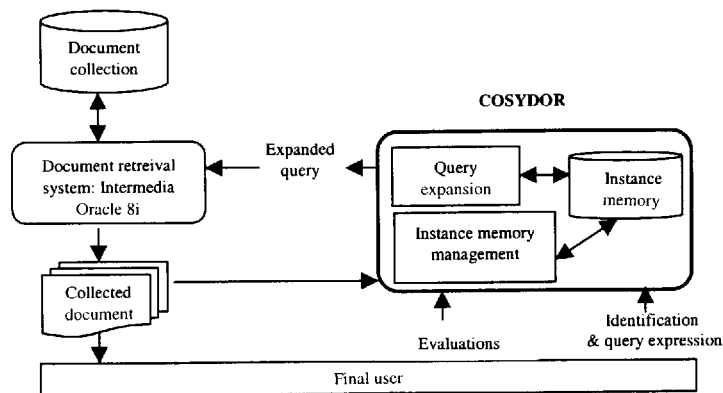 Document
collection
COSYDOR
Document retreival
system: Intermedia
Oracle 8i
Expanded
query
Query
expansion
Instance
memory
Instance memory
management
Collected
document
Evaluations
Identification
& query expression
Final user